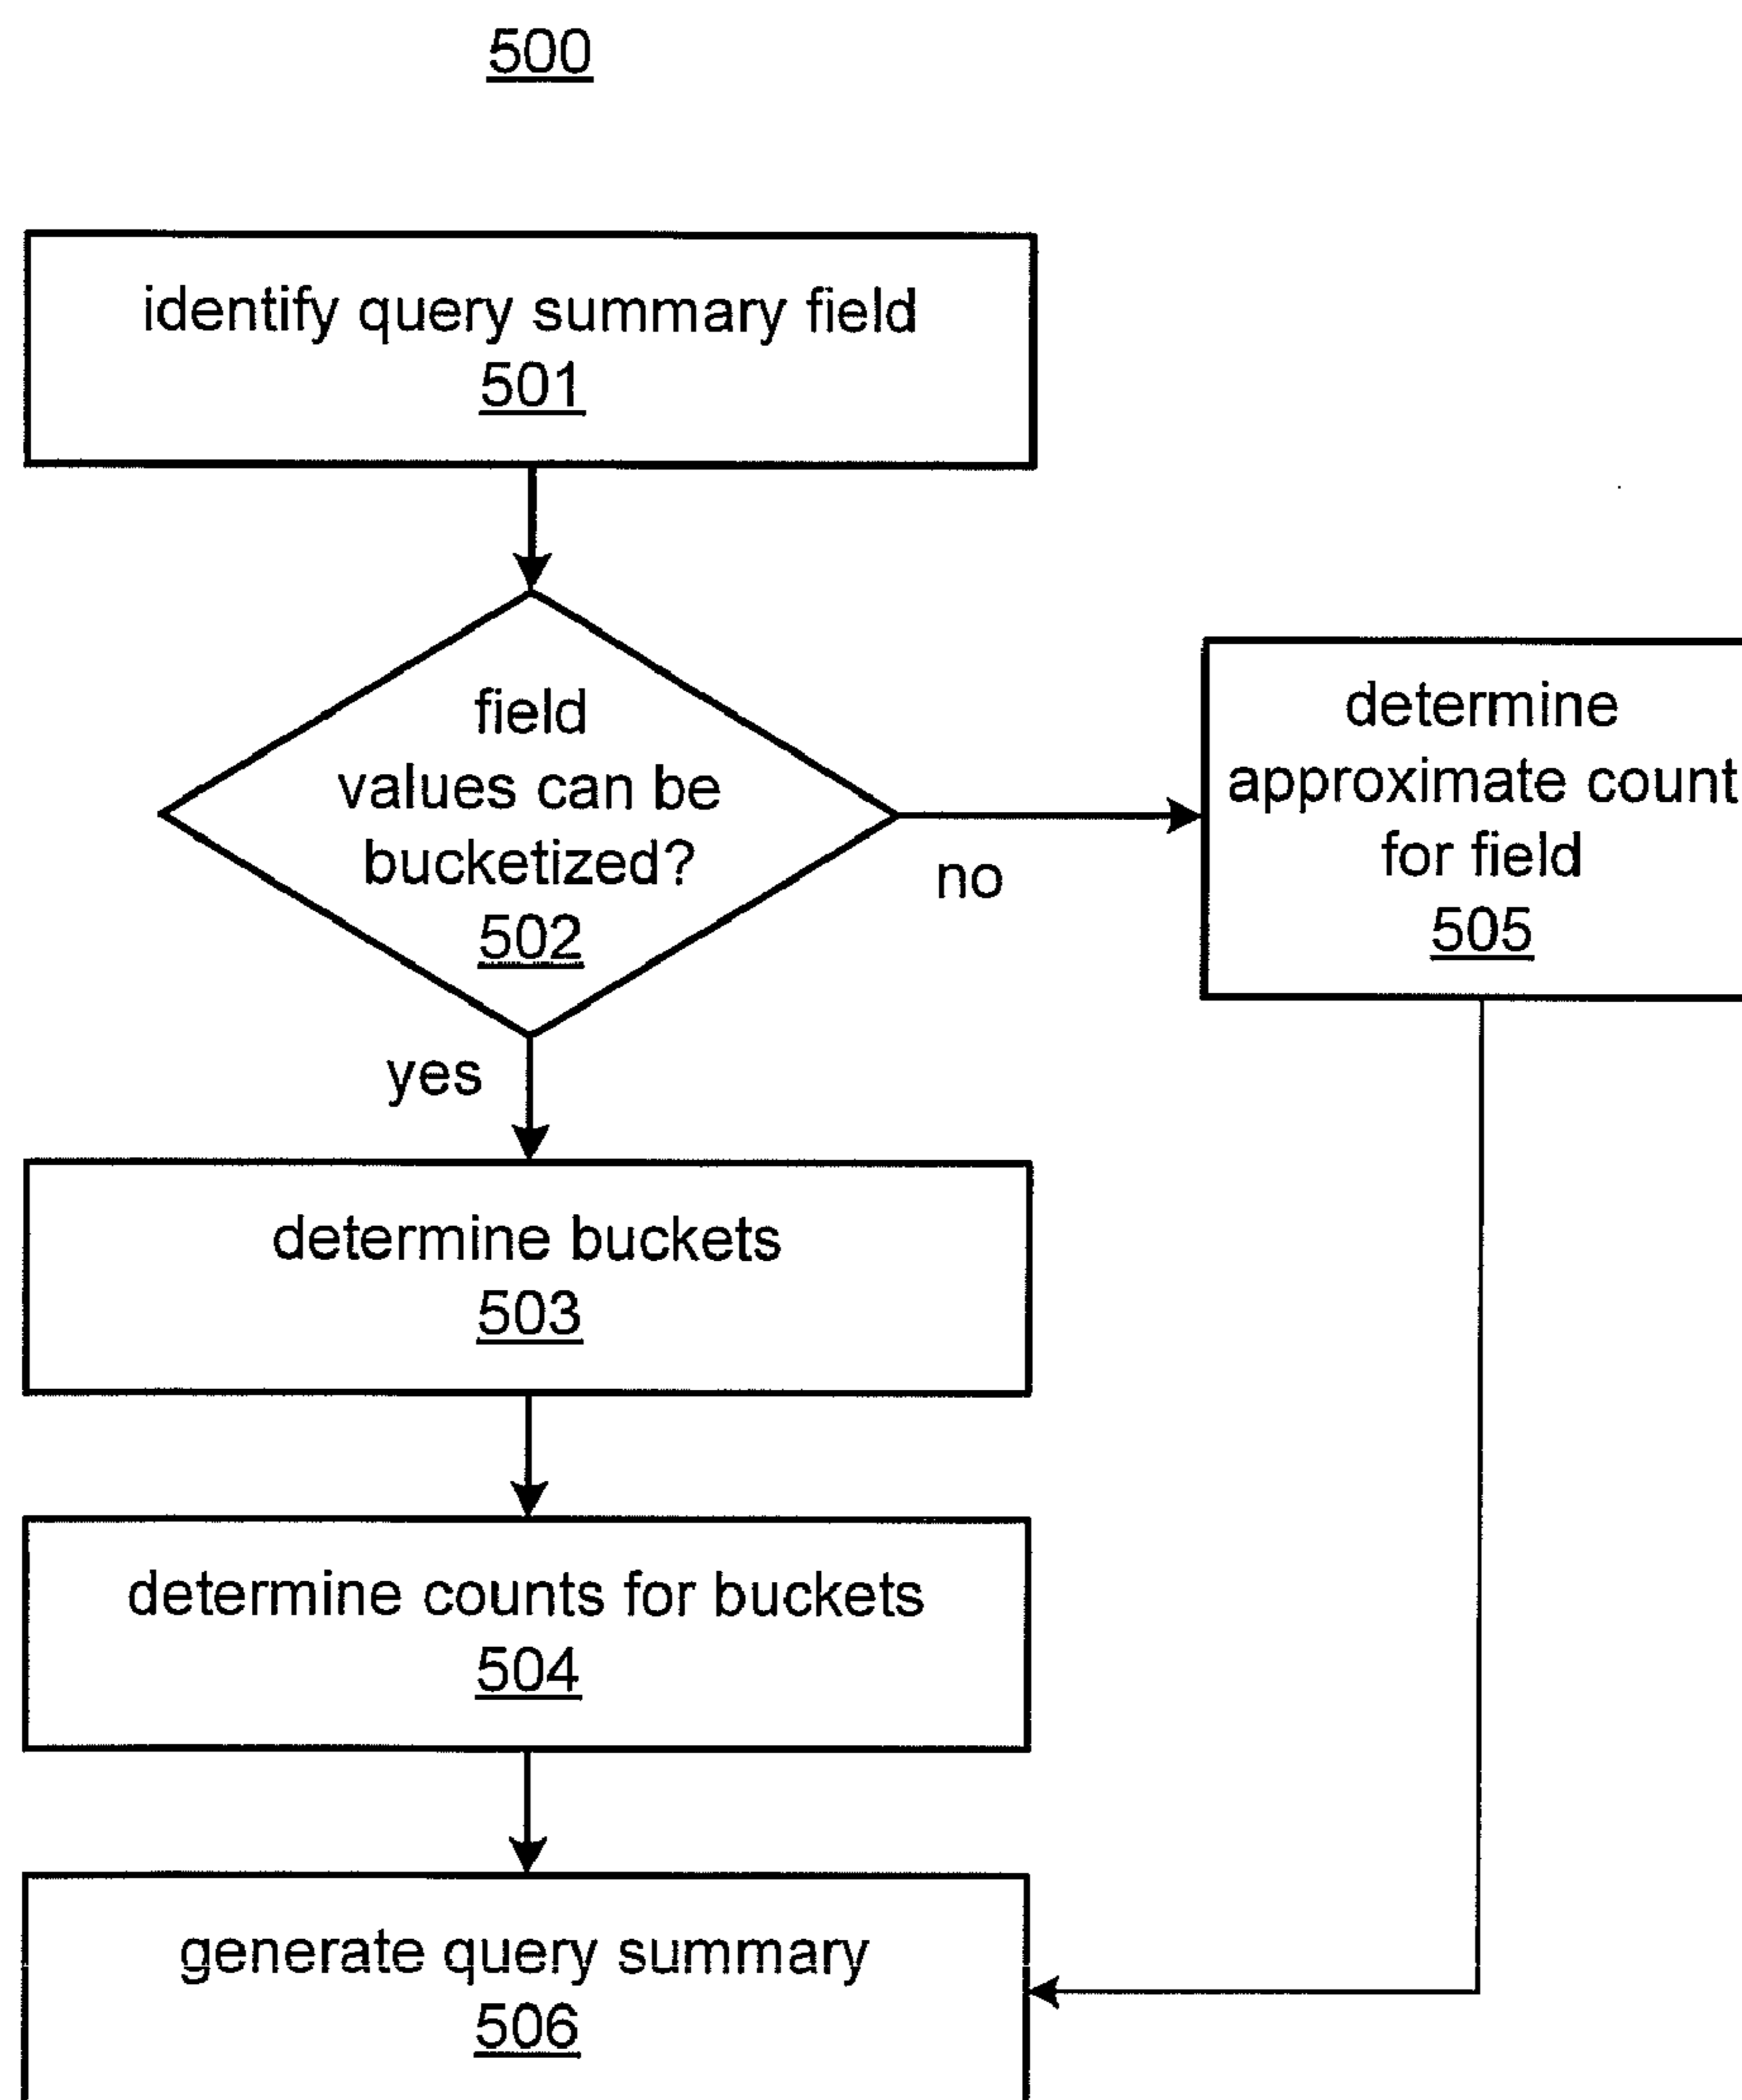 500
identify query summary field
501
field
values can be
bucketized?
502
no
determine
approximate count
for field
505
yes
determine buckets
503
determine counts for buckets
504
generate query summary
506